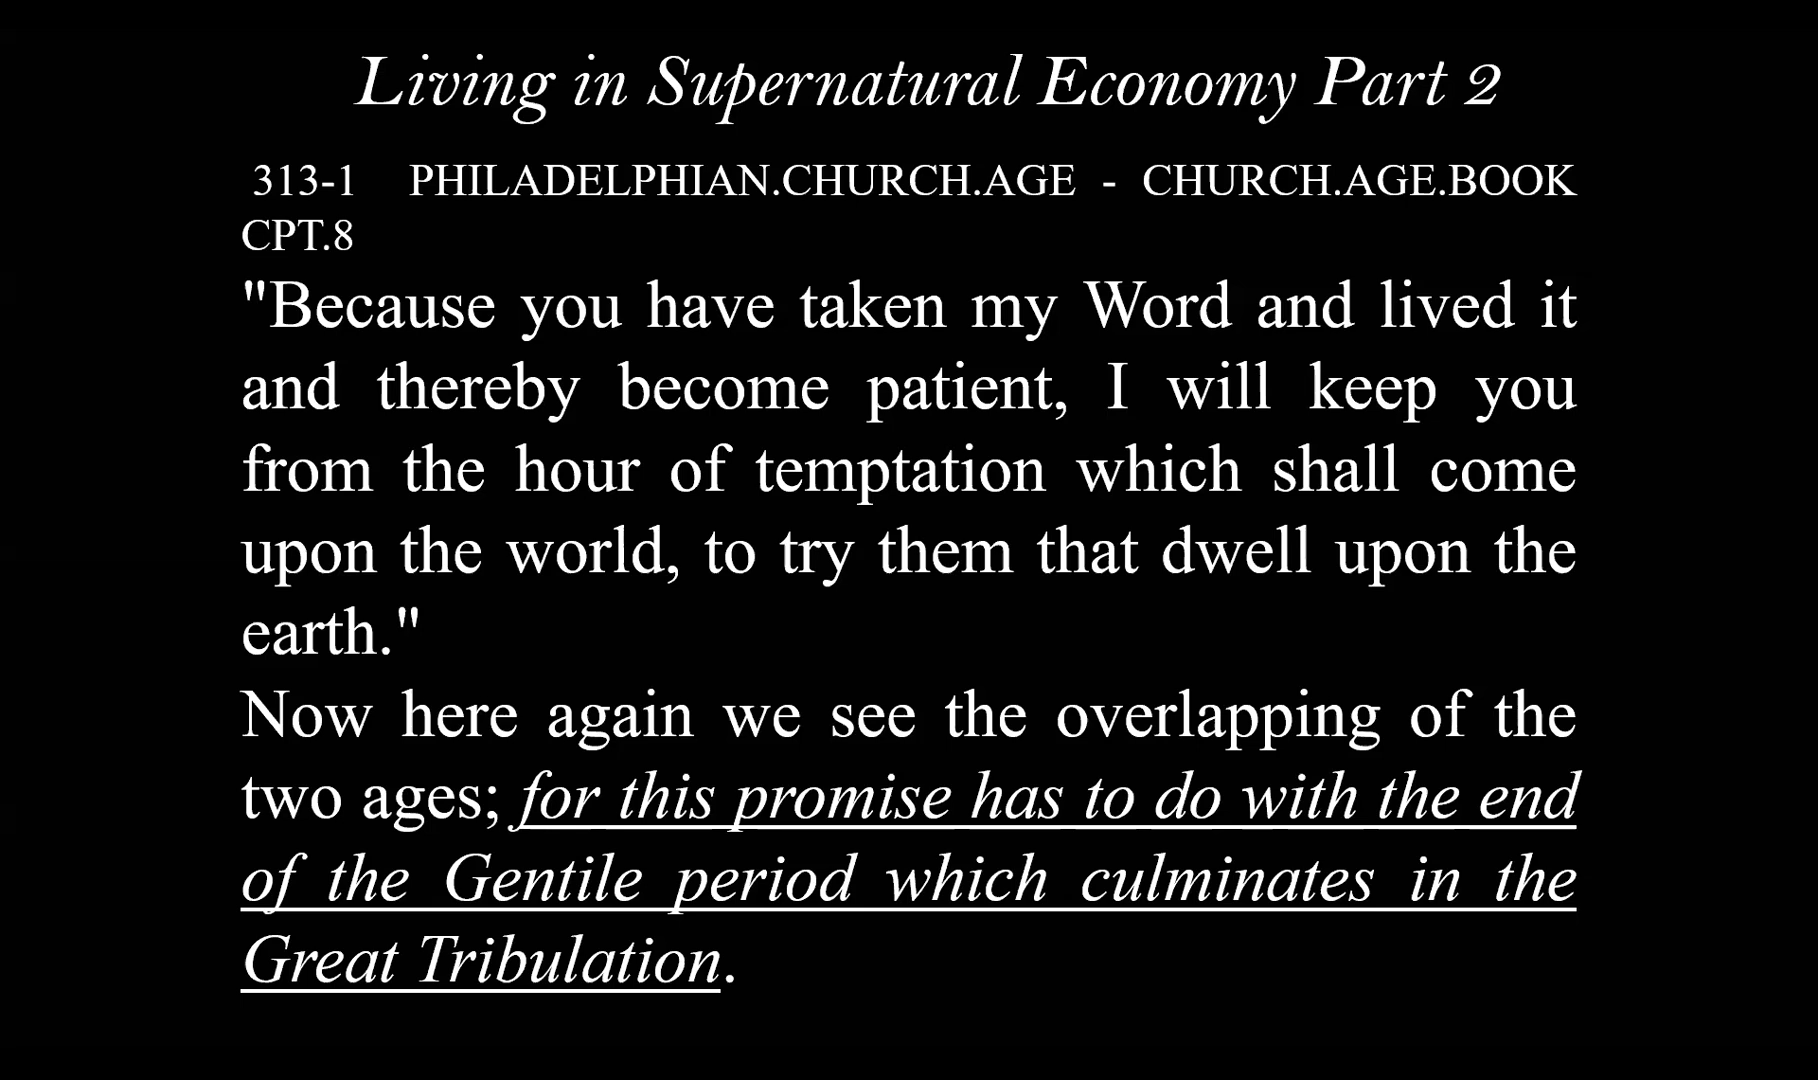 Living in Supernatural Economy Part 2
313-1 PHILADELPHIAN.CHURCH.AGE - CHURCH.AGE.BOOK
CPT.8
"Because you have taken my Word and lived it
and thereby become patient, I will keep you
from the hour of temptation which shall come
upon the world, to try them that dwell upon the
earth."
Now here again we see the overlapping of the
two ages; for this promise has to do with the end
of the Gentile period which culminates in the
Great Tribulation.